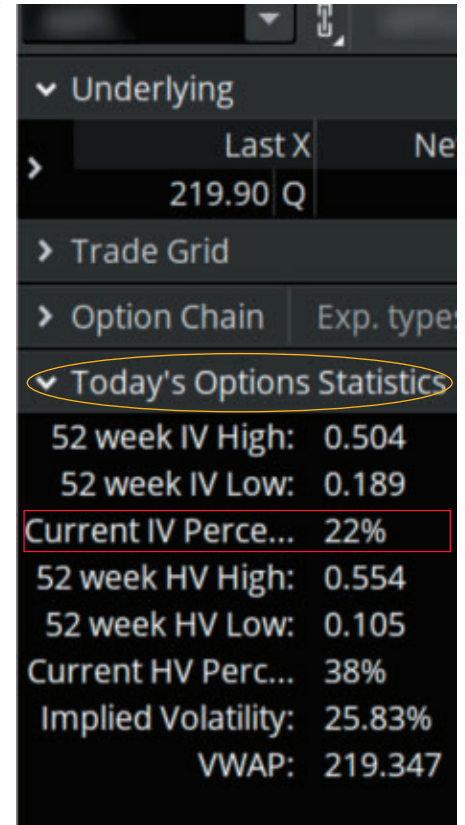 Underlying
Last X Ne
219.90 Q
Trade Grid
Option Chain Exp. types
Today's Options Statistics
52 week IV High: 0.504
52 week IV Low: 0.189
Current IV Perce... 22%
52 week HV High: 0.554
52 week HV Low: 0.105
Current HV Perc... 38%
Implied Volatility: 25.83%
VWAP: 219.347